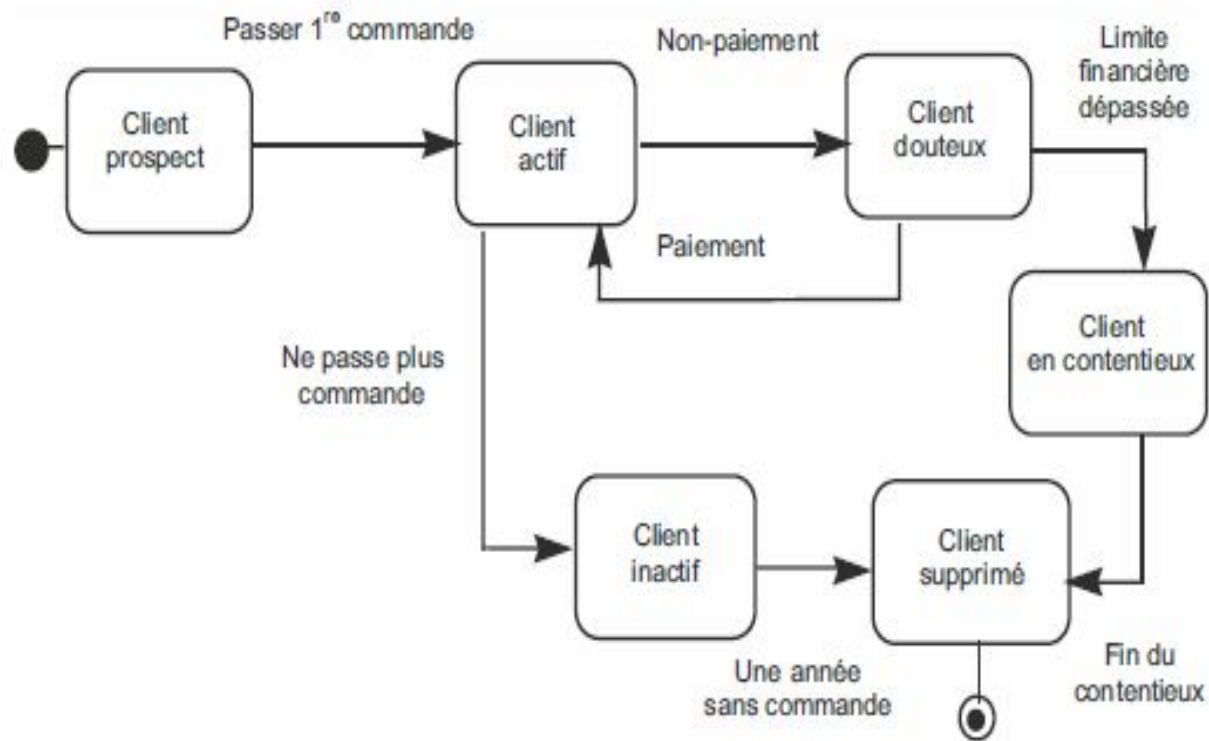 Passer 1re commande
Non-paiement
Limite
financière
dépassée
Client
prospect
Client
actif
Client
douteux
Paiement
Client
en contentieux
Ne passe plus
commande
Client
inactif
Client
supprimé
Une année
sans commande
Fin du
contentieux